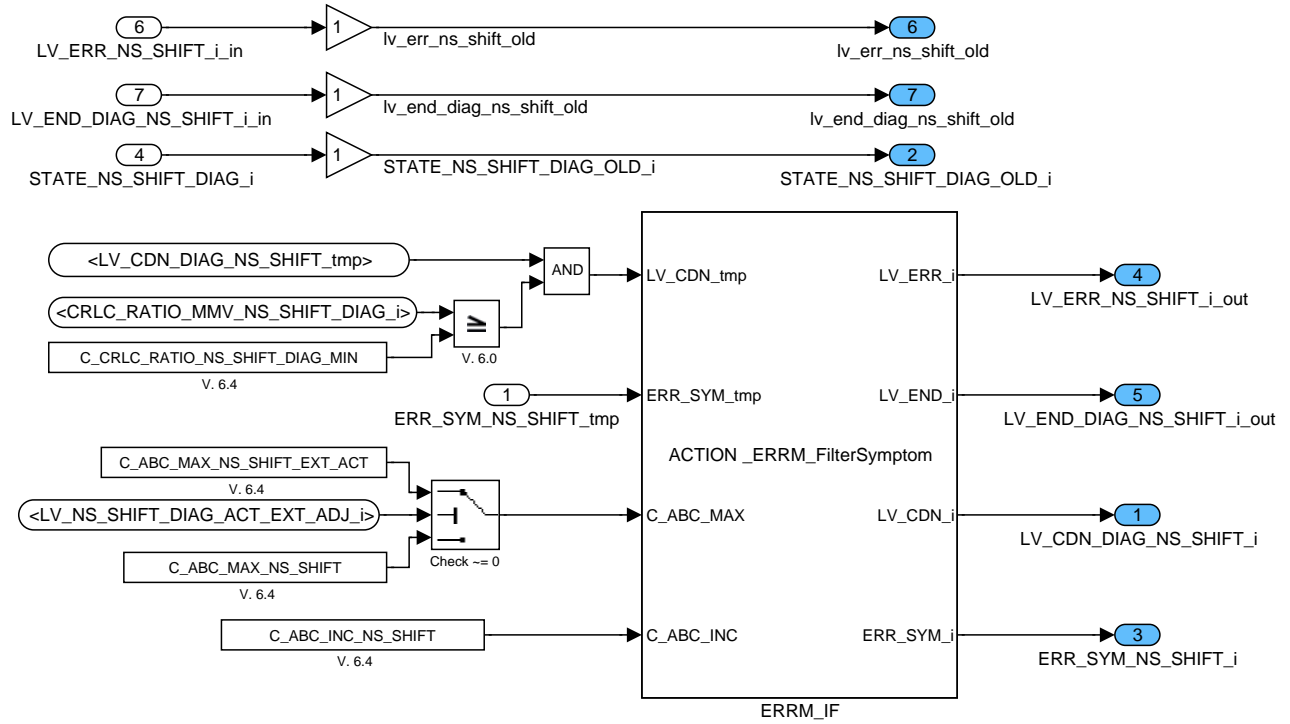 6
LV_ERR_NS_SHIFT_i_in
1
lv_err_ns_shift_old
6
lv_err_ns_shift_old
7
LV_END_DIAG_NS_SHIFT_i_in
1
lv_end_diag_ns_shift_old
7
lv_end_diag_ns_shift_old
4
STATE_NS_SHIFT_DIAG_i
1
STATE_NS_SHIFT_DIAG_OLD_i
2
STATE_NS_SHIFT_DIAG_OLD_i
<LV_CDN_DIAG_NS_SHIFT_tmp>
AND
<CRLC_RATIO_MMV_NS_SHIFT_DIAG_i>
≥
V. 6.0
C_CRLC_RATIO_NS_SHIFT_DIAG_MIN
V. 6.4
1
ERR_SYM_NS_SHIFT_tmp
C_ABC_MAX_NS_SHIFT_EXT_ACT
V. 6.4
<LV_NS_SHIFT_DIAG_ACT_EXT_ADJ_i>
Check ~= 0
C_ABC_MAX_NS_SHIFT
V. 6.4
C_ABC_INC_NS_SHIFT
V. 6.4
LV_CDN_tmp
ERR_SYM_tmp
ACTION _ERRM_FilterSymptom
C_ABC_MAX
C_ABC_INC
LV_ERR_i
LV_END_i
LV_CDN_i
ERR_SYM_i
ERRM_IF
4
LV_ERR_NS_SHIFT_i_out
5
LV_END_DIAG_NS_SHIFT_i_out
1
LV_CDN_DIAG_NS_SHIFT_i
3
ERR_SYM_NS_SHIFT_i